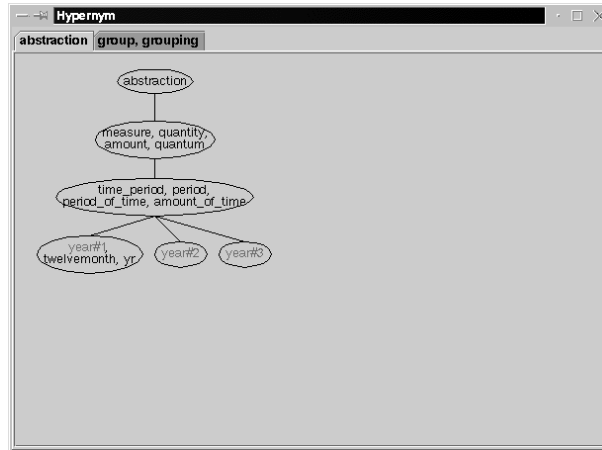 Hypernym
abstraction group, grouping
abstraction
measure, quantity,
amount, quantum
time_period, period,
period_of_time, amount_of_time
year#1,
twelvemonth, yr
year#2
year#3